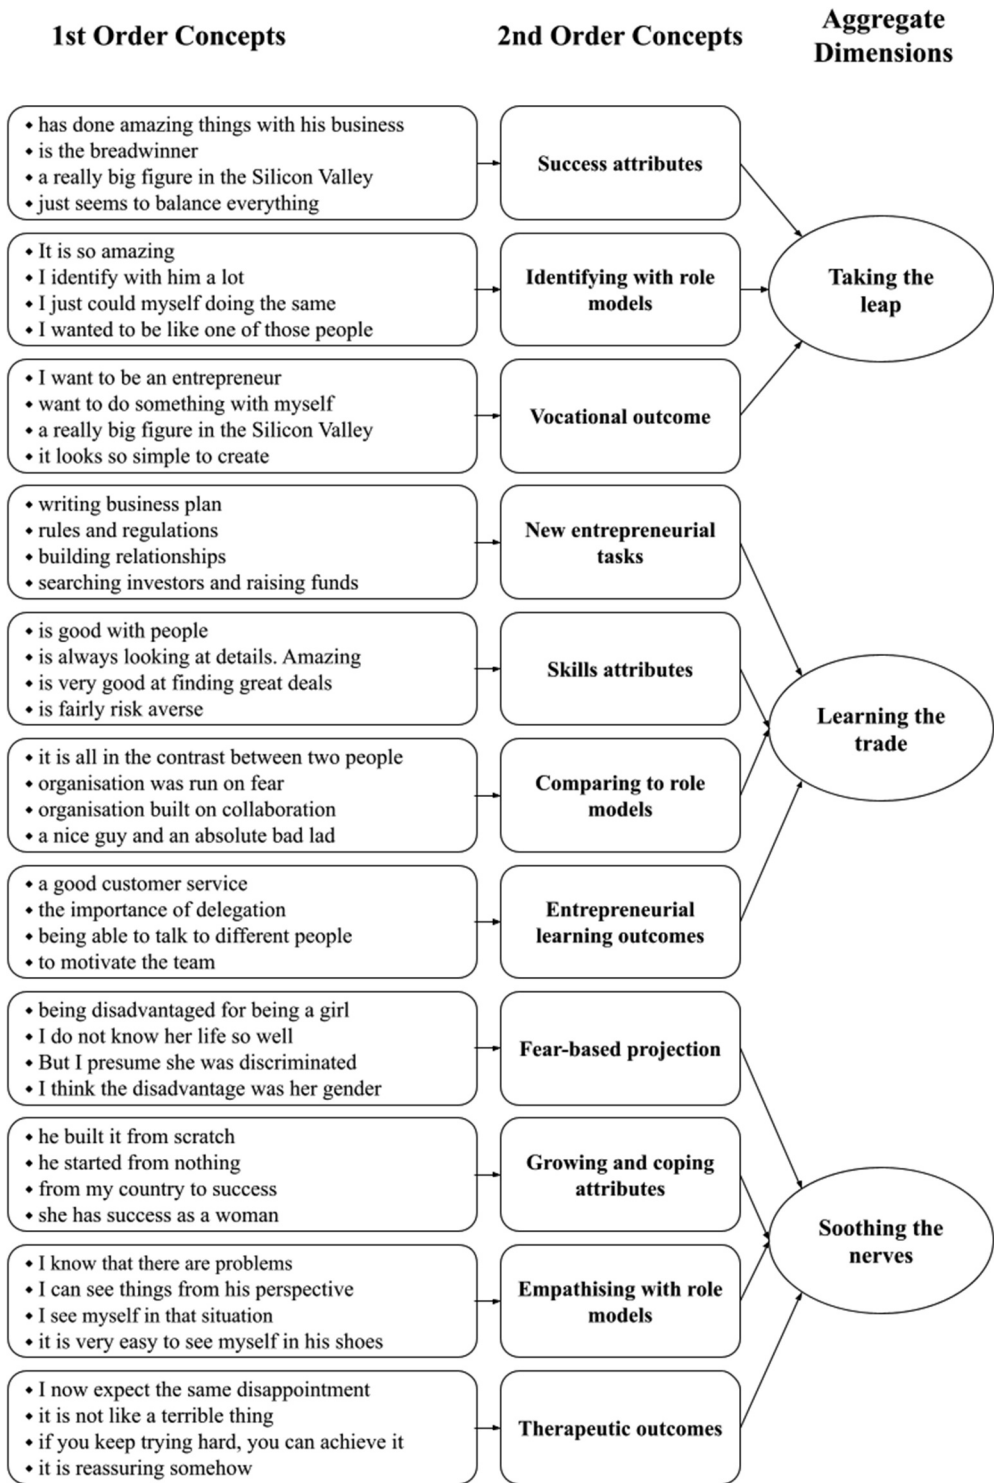 1st Order Concepts
2nd Order Concepts
Aggregate
Dimensions
◆ has done amazing things with his business
◆ is the breadwinner
◆ a really big figure in the Silicon Valley
◆ just seems to balance everything
Success attributes
◆ It is so amazing
◆ I identify with him a lot
◆ I just could myself doing the same
◆ I wanted to be like one of those people
Identifying with role
models
Taking the
leap
◆ I want to be an entrepreneur
◆ want to do something with myself
◆ a really big figure in the Silicon Valley
◆ it looks so simple to create
Vocational outcome
◆ writing business plan
◆ rules and regulations
◆ building relationships
◆ searching investors and raising funds
New entrepreneurial
tasks
◆ is good with people
◆ is always looking at details. Amazing
◆ is very good at finding great deals
◆ is fairly risk averse
Skills attributes
Learning the
trade
◆ it is all in the contrast between two people
◆ organisation was run on fear
◆ organisation built on collaboration
◆ a nice guy and an absolute bad lad
Comparing to role
models
◆ a good customer service
◆ the importance of delegation
◆ being able to talk to different people
◆ to motivate the team
Entrepreneurial
learning outcomes
◆ being disadvantaged for being a girl
◆ I do not know her life so well
◆ But I presume she was discriminated
◆ I think the disadvantage was her gender
Fear-based projection
◆ he built it from scratch
◆ he started from nothing
◆ from my country to success
◆ she has success as a woman
Growing and coping
attributes
Soothing the
nerves
◆ I know that there are problems
◆ I can see things from his perspective
◆ I see myself in that situation
◆ it is very easy to see myself in his shoes
Empathising with role
models
◆ I now expect the same disappointment
◆ it is not like a terrible thing
◆ if you keep trying hard, you can achieve it
◆ it is reassuring somehow
Therapeutic outcomes